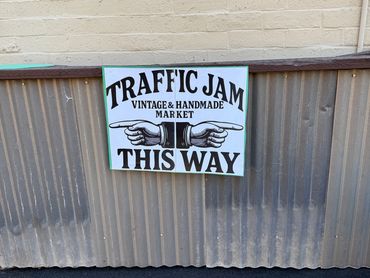 TRAFFIC JAM
VINTAGE & HANDMADE
MARKET
THIS WAY